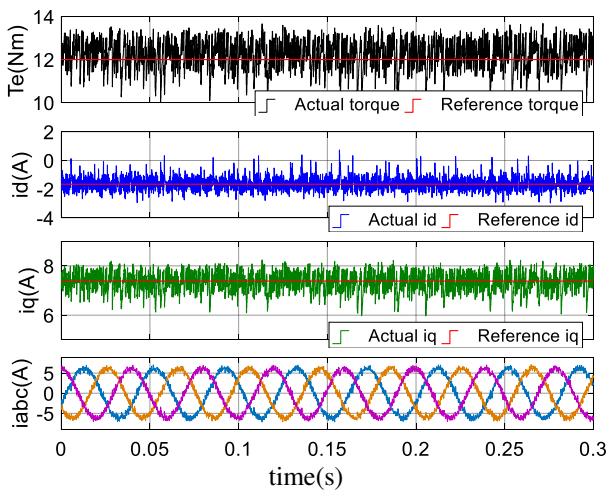 14
12
10
Te(Nm)
Actual torque Reference torque
2
0
-2
-4
id(A)
Actual id Reference id
8
6
iq(A)
Actual iq Reference iq
5
0
-5
iabc(A)
0 0.05 0.1 0.15 0.2 0.25 0.3
time(s)